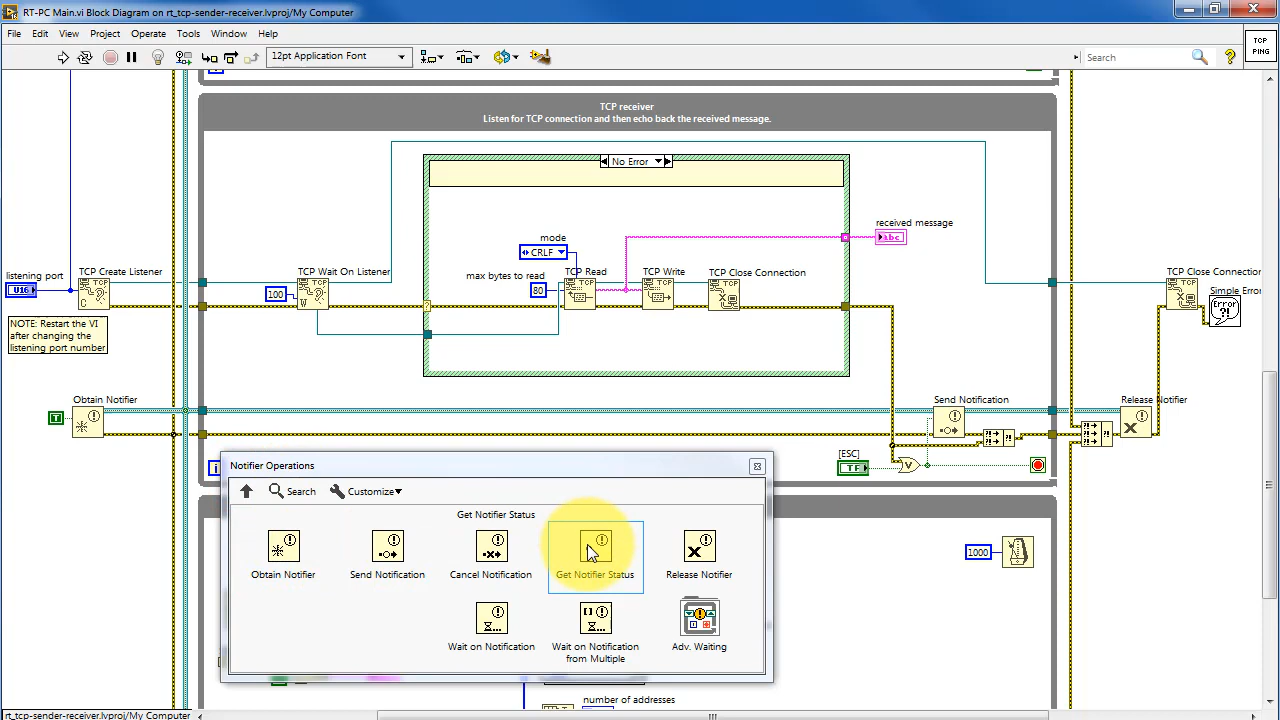 RT-PC Main.vi Block Diagram on rt_tcp-sender-receiver.lvproj/My Computer
File Edit View Project Operate Tools Window Help
12pt Application Font
Search
TCP
PING
TCP receiver
Listen for TCP connection and then echo back the received message.
No Error
received message
abc
mode
CRLF
listening port
U16
TCP Create Listener
TCP Wait On Listener
100
max bytes to read
80
TCP Read
TCP Write
TCP Close Connection
TCP Close Connection
Simple Error
Error
?!
NOTE: Restart the VI
after changing the
listening port number
Obtain Notifier
T
Send Notification
Release Notifier
[ESC]
TF
i
Notifier Operations
Search
Customize
Get Notifier Status
Obtain Notifier
Send Notification
Cancel Notification
Get Notifier Status
Release Notifier
Wait on Notification
Wait on Notification
from Multiple
Adv. Waiting
1000
number of addresses
rt_tcp-sender-receiver.lvproj/My Computer